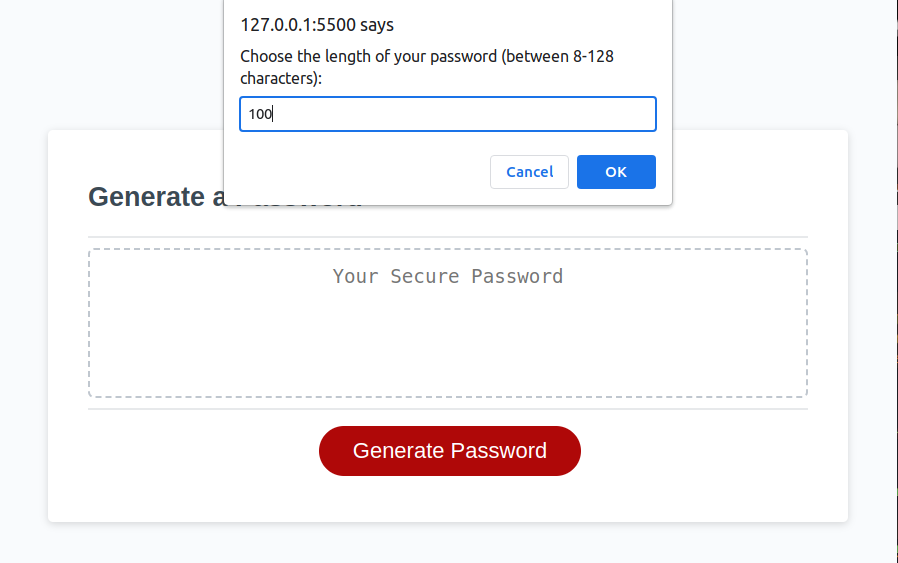 127.0.0.1:5500 says
Choose the length of your password (between 8-128
characters):
100
Cancel
OK
Generate a Password
Your Secure Password
Generate Password